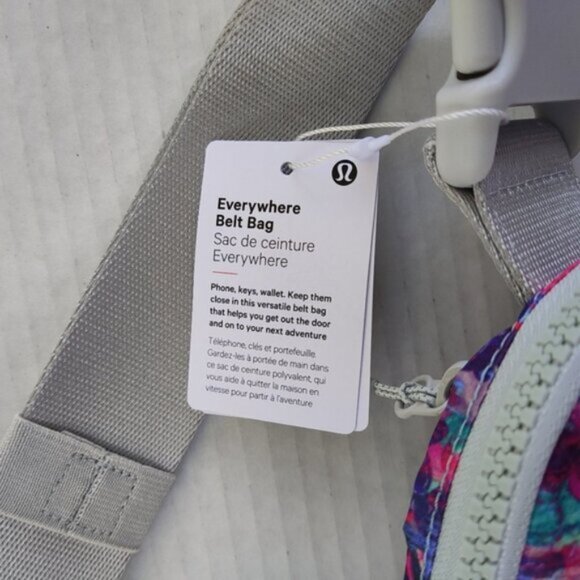 Everywhere
Belt Bag
Sac de ceinture
Everywhere
Phone, keys, wallet. Keep them
close in this versatile belt bag
that helps you get out the door
and on to your next adventure
Téléphone, clés et portefeuille.
Gardez-les à portée de main dans
ce sac de ceinture polyvalent, qui
vous aide à quitter la maison en
vitesse pour partir à l'aventure